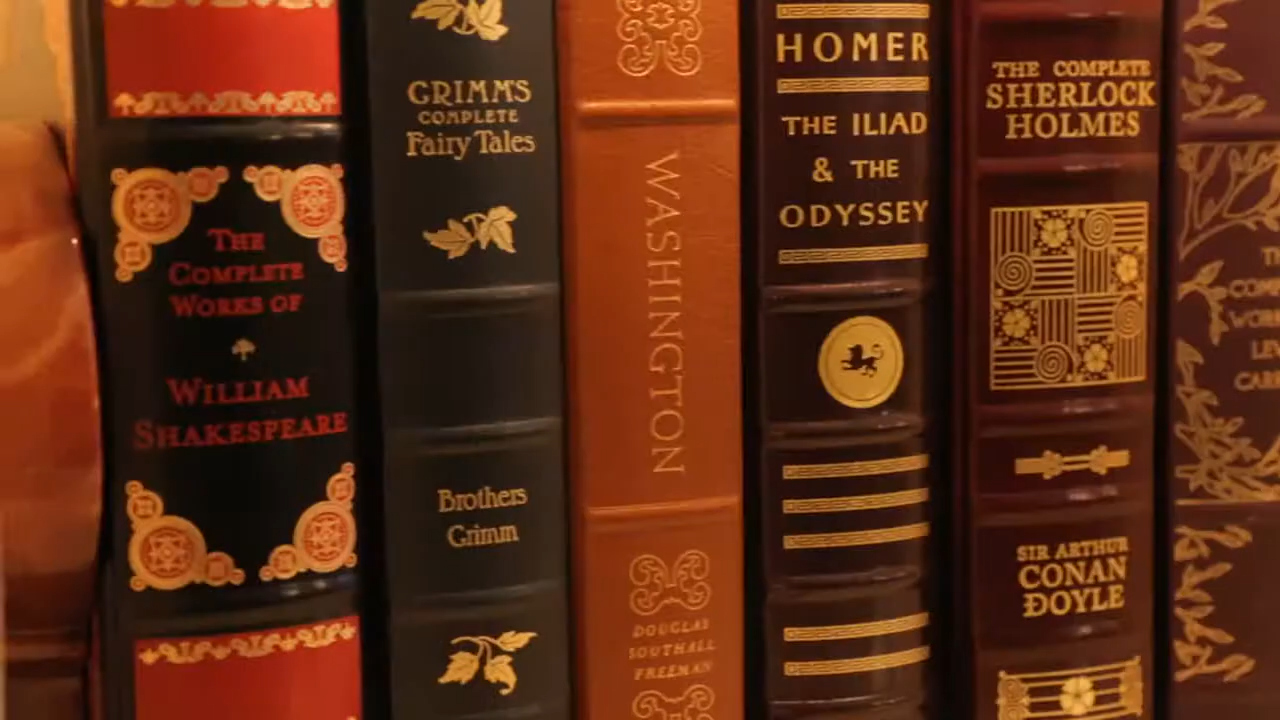 THE
COMPLETE
WORKS OF
WILLIAM
SHAKESPEARE
GRIMM'S
COMPLETE
Fairy Tales
Brothers
Grimm
WASHINGTON
DOUGLAS
SOUTHALL
FREEMAN
HOMER
THE ILIAD
& THE
ODYSSEY
THE COMPLETE
SHERLOCK
HOLMES
SIR ARTHUR
CONAN
DOYLE